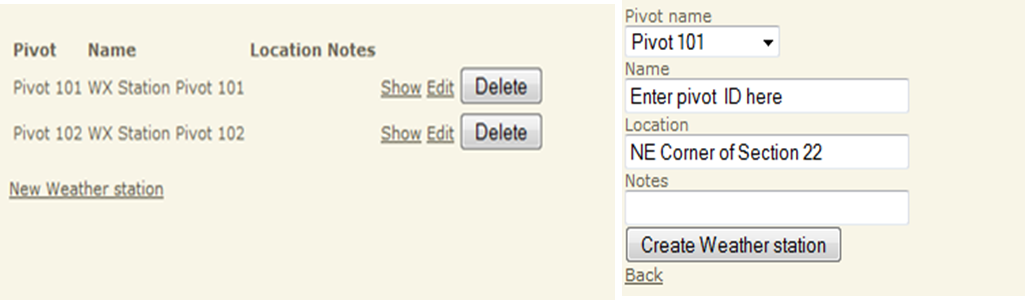 Pivot Name Location Notes
Pivot 101 WX Station Pivot 101 Show Edit Delete
Pivot 102 WX Station Pivot 102 Show Edit Delete
New Weather station
Pivot name
Pivot 101
Name
Enter pivot ID here
Location
NE Corner of Section 22
Notes
Create Weather station
Back